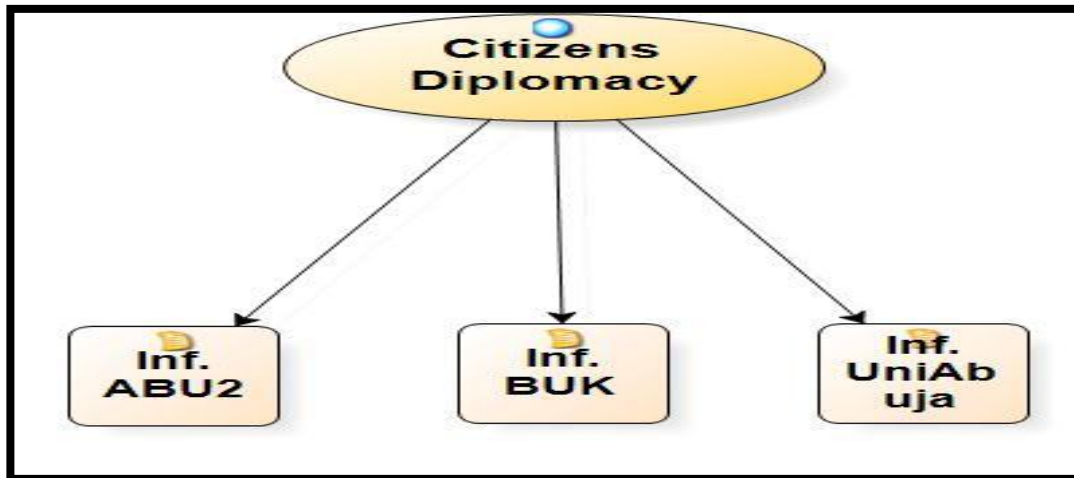 Citizens
Diplomacy
Inf.
ABU2
Inf.
BUK
Inf.
UniAb
uja